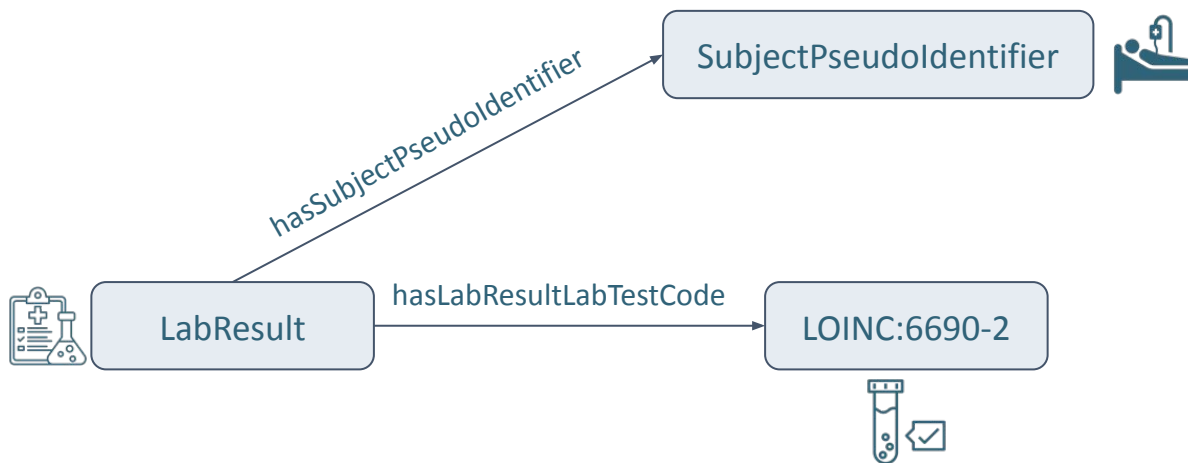 SubjectPseudoIdentifier
hasSubjectPseudoIdentifier
LabResult
hasLabResultLabTestCode
LOINC:6690-2